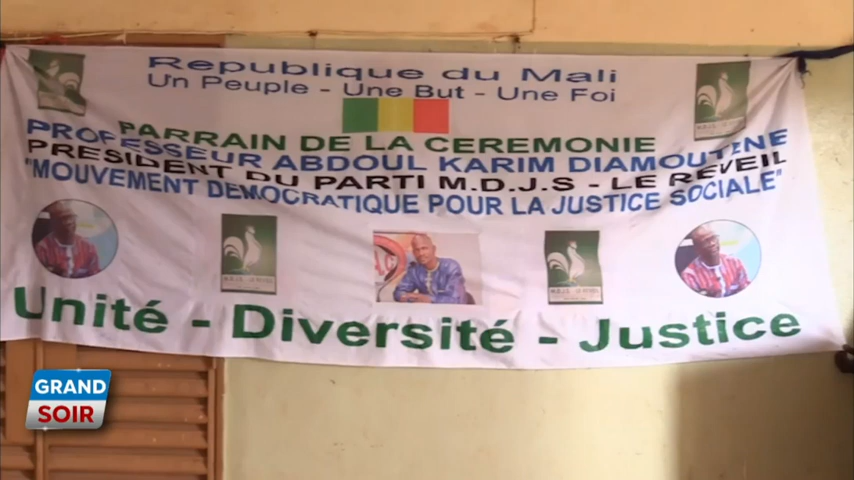 Republique du Mali
Un Peuple - Une But - Une Foi
PARRAIN DE LA CEREMONIE
PROFESSEUR ABDOUL KARIM DIAMOUTENE
PRESIDENT DU PARTI M.D.J.S - LE REVEIL
"MOUVEMENT DEMOCRATIQUE POUR LA JUSTICE SOCIALE"
Unité - Diversité - Justice
GRAND
SOIR